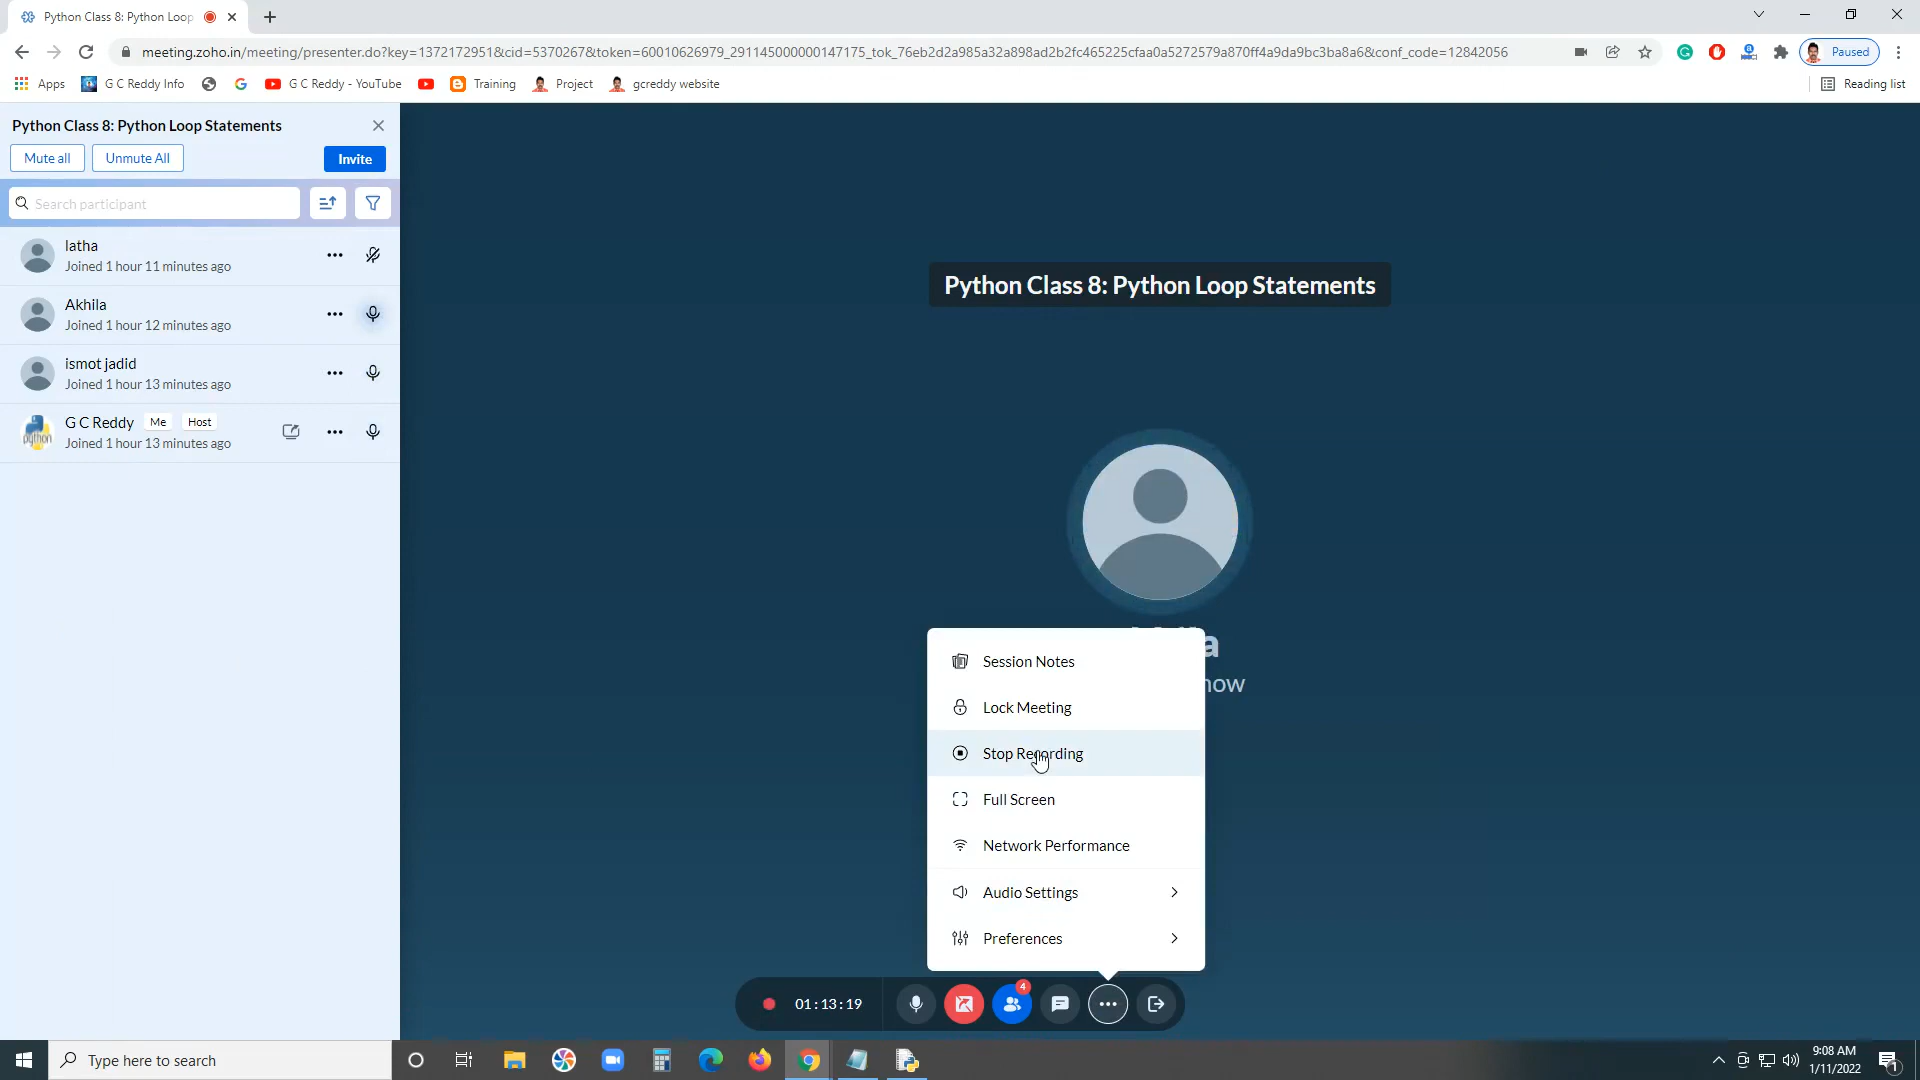 Python Class 8: Python Loop
meeting.zoho.in/meeting/presenter.do?key=1372172951&cid=5370267&token=60010626979_291145000000147175_tok_76eb2d2a985a32a898ad2b2fc465225cfaa0a5272579a870ff4a9da9bc3ba8a6&conf_code=12842056
Paused
Apps
G C Reddy Info
G C Reddy - YouTube
Training
Project
gcreddy website
Reading list
Python Class 8: Python Loop Statements
Mute all
Unmute All
Invite
Search participant
latha
Joined 1 hour 11 minutes ago
Akhila
Joined 1 hour 12 minutes ago
ismot jadid
Joined 1 hour 13 minutes ago
G C Reddy Me Host
Joined 1 hour 13 minutes ago
python
Python Class 8: Python Loop Statements
Session Notes
Lock Meeting
Stop Recording
Full Screen
Network Performance
Audio Settings
Preferences
01:13:19
4
Type here to search
9:08 AM
1/11/2022
1